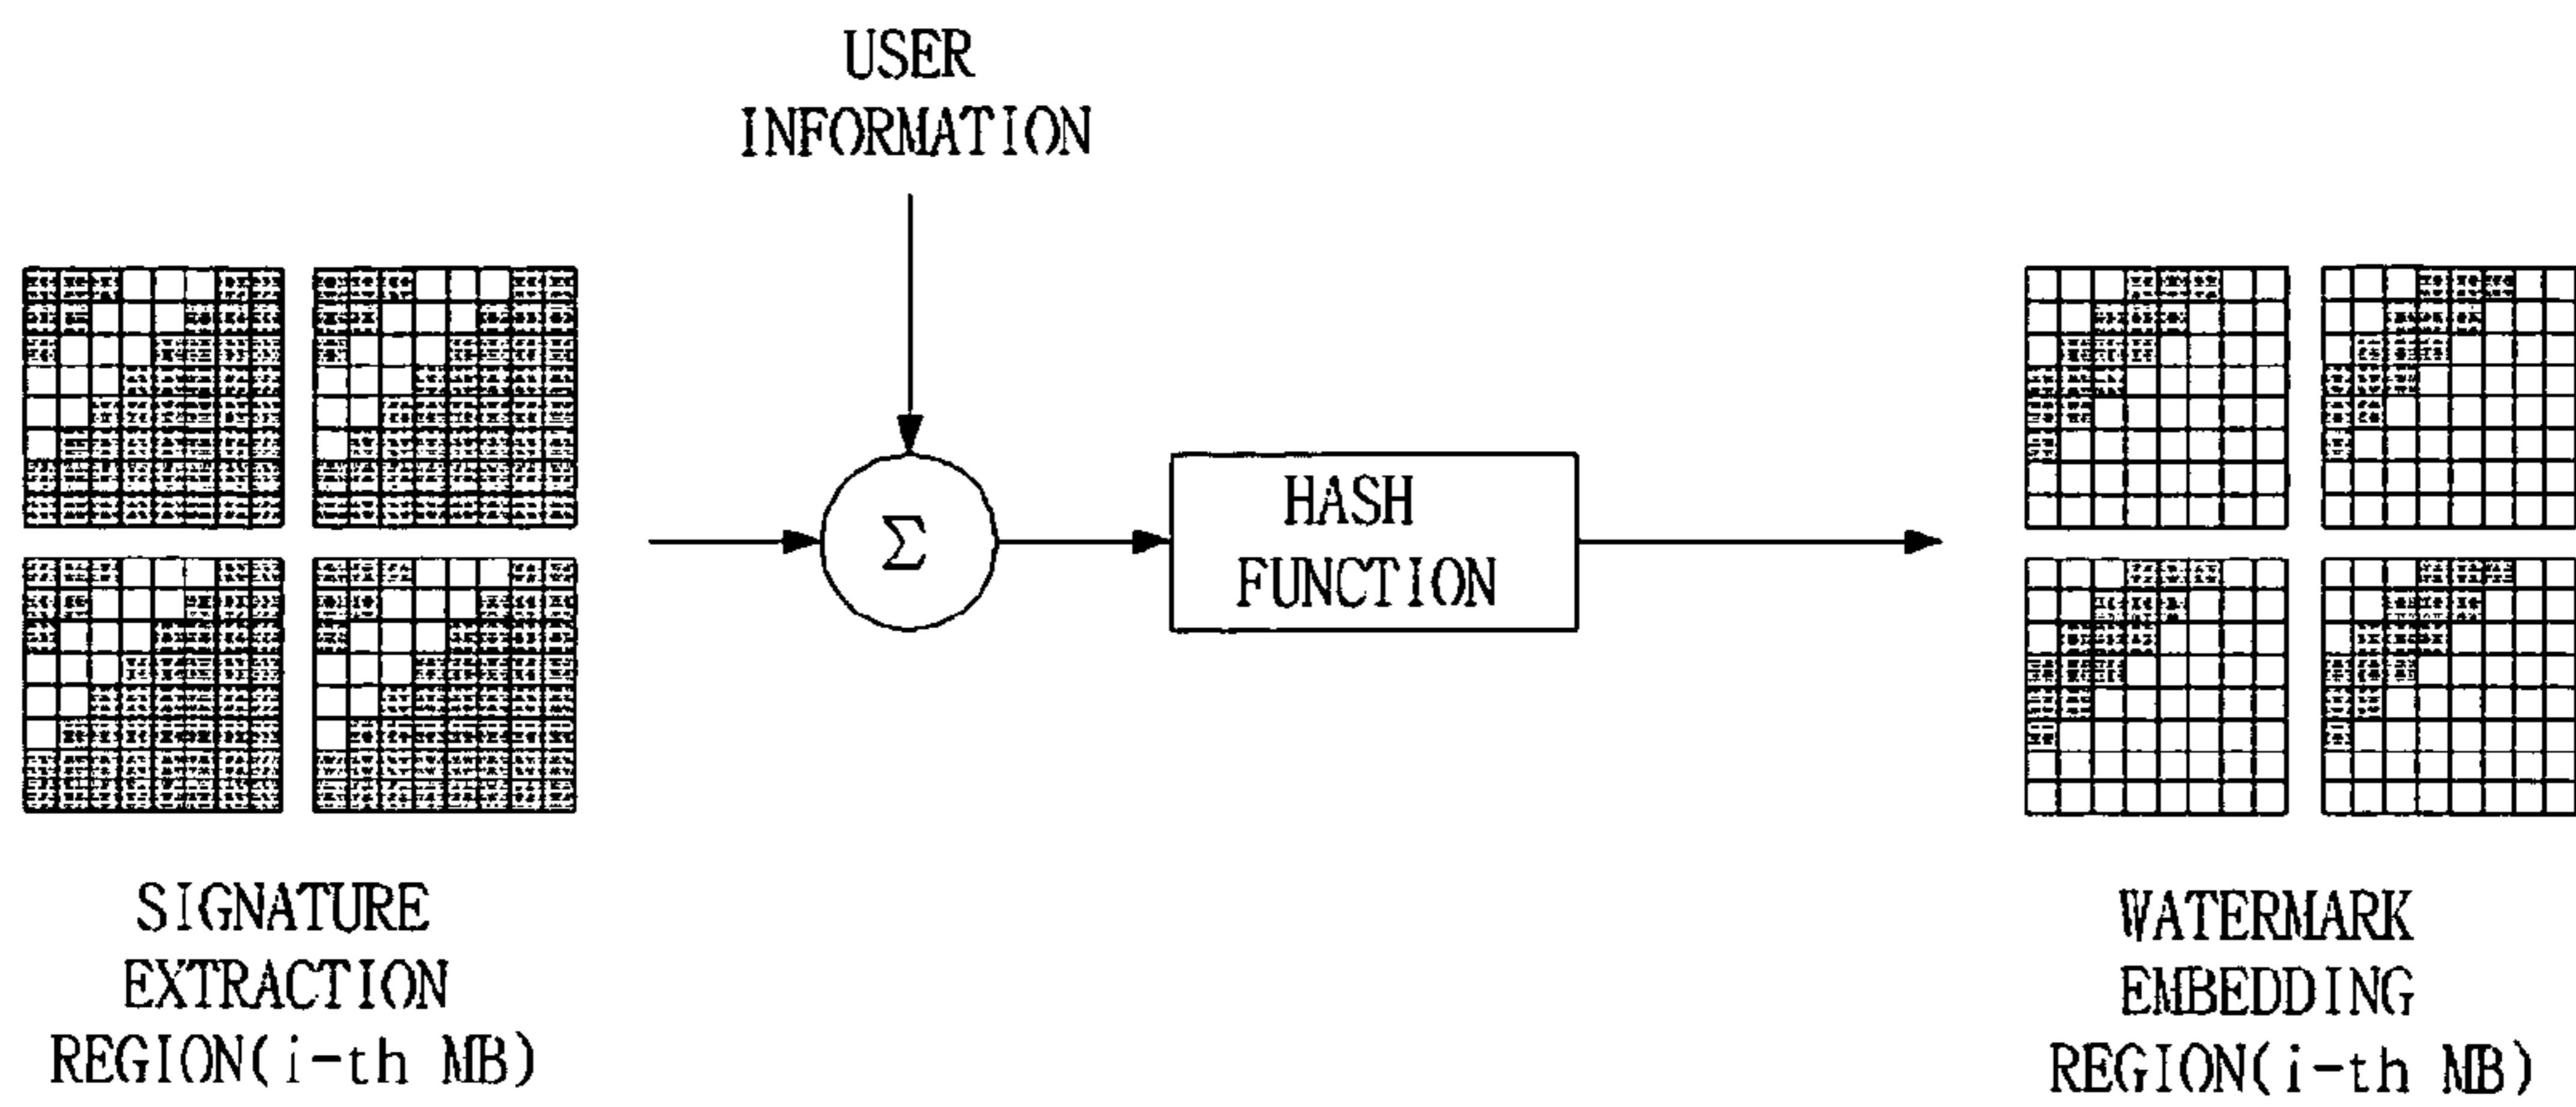 USER
INFORMATION
Σ
HASH
FUNCTION
SIGNATURE
EXTRACTION
REGION(i-th MB)
WATERMARK
EMBEDDING
REGION(i-th MB)